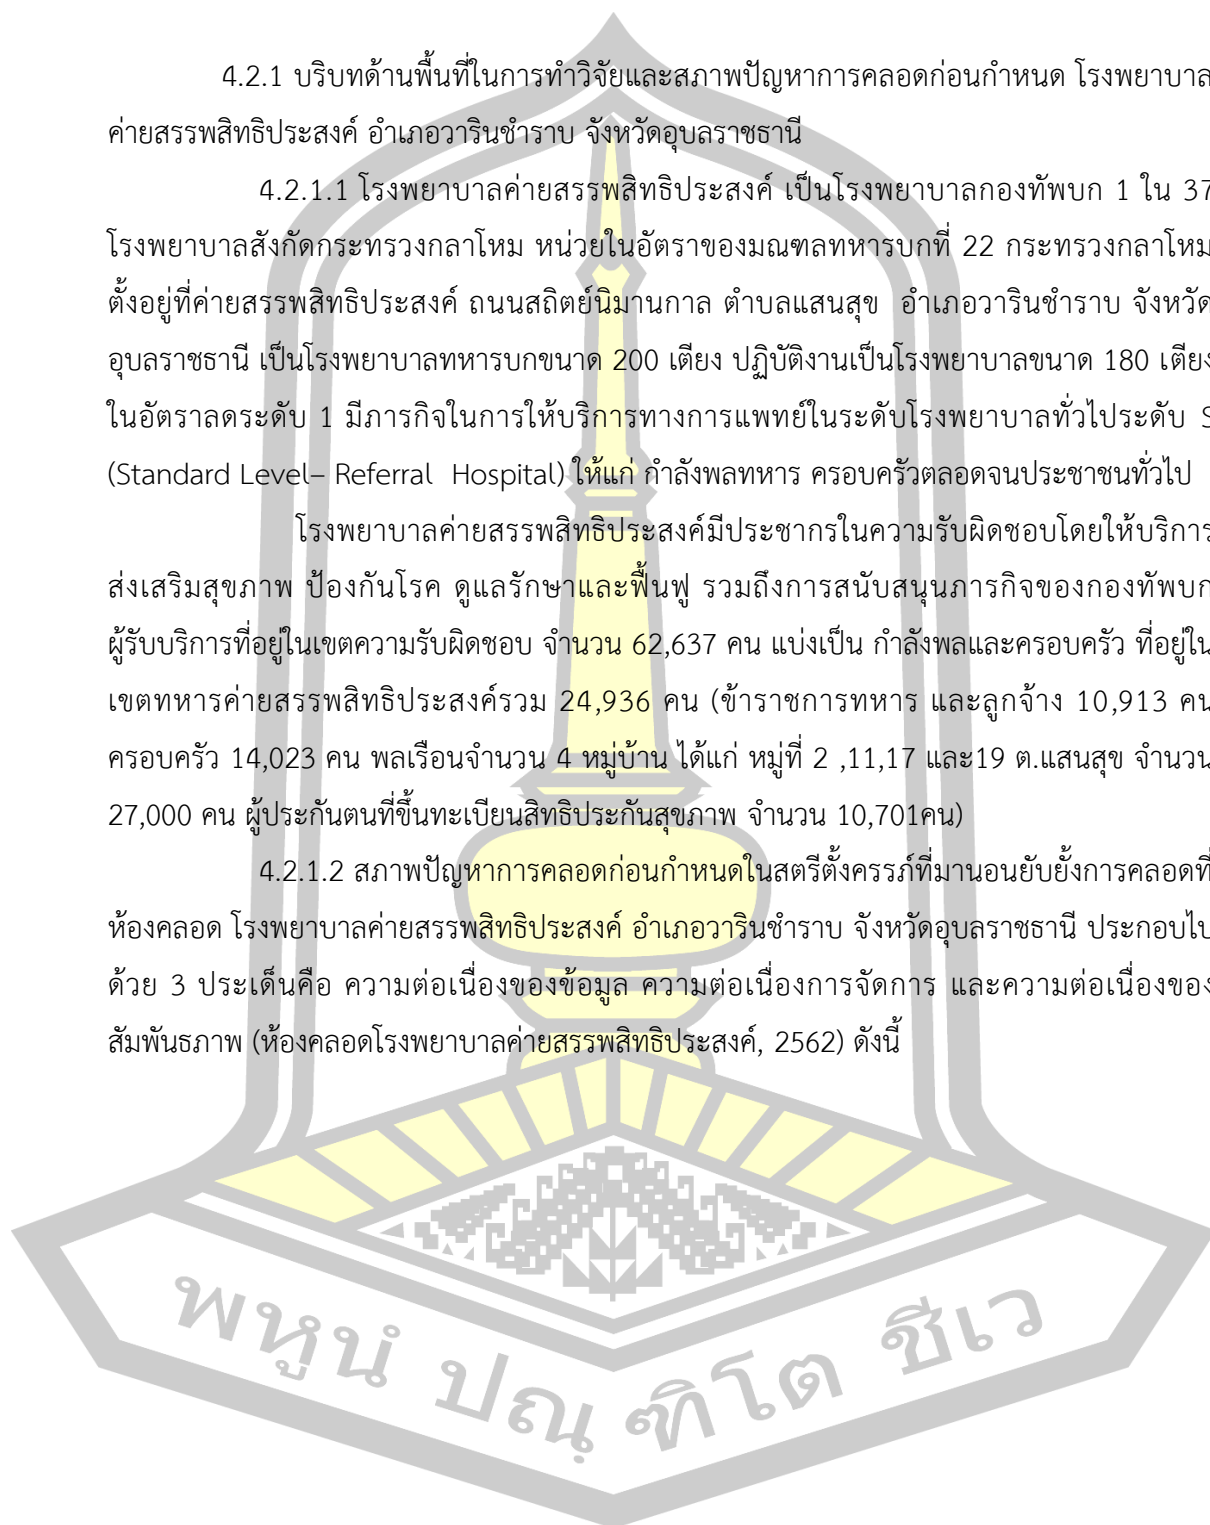 4.2.1 บริบทด้านพื้นที่ในการทำวิจัยและสภาพปัญหาการคลอดก่อนกำหนด โรงพยาบาล
ค่ายสรรพสิทธิประสงค์ อำเภอวารินชำราบ จังหวัดอุบลราชธานี
4.2.1.1 โรงพยาบาลค่ายสรรพสิทธิประสงค์ เป็นโรงพยาบาลกองทัพบก 1 ใน 37
โรงพยาบาลสังกัดกระทรวงกลาโหม หน่วยในอัตราของมณฑลทหารบกที่ 22 กระทรวงกลาโหม
ตั้งอยู่ที่ค่ายสรรพสิทธิประสงค์ ถนนสถิตย์นิมานกาล ตำบลแสนสุข อำเภอวารินชำราบ จังหวัด
อุบลราชธานี เป็นโรงพยาบาลทหารบกขนาด 200 เตียง ปฏิบัติงานเป็นโรงพยาบาลขนาด 180 เตียง
ในอัตราลดระดับ 1 มีภารกิจในการให้บริการทางการแพทย์ในระดับโรงพยาบาลทั่วไประดับ S
(Standard Level– Referral Hospital) ให้แก่ กำลังพลทหาร ครอบครัวตลอดจนประชาชนทั่วไป
โรงพยาบาลค่ายสรรพสิทธิประสงค์มีประชากรในความรับผิดชอบโดยให้บริการ
ส่งเสริมสุขภาพ ป้องกันโรค ดูแลรักษาและฟื้นฟู รวมถึงการสนับสนุนภารกิจของกองทัพบก
ผู้รับบริการที่อยู่ในเขตความรับผิดชอบ จำนวน 62,637 คน แบ่งเป็น กำลังพลและครอบครัว ที่อยู่ใน
เขตทหารค่ายสรรพสิทธิประสงค์รวม 24,936 คน (ข้าราชการทหาร และลูกจ้าง 10,913 คน
ครอบครัว 14,023 คน พลเรือนจำนวน 4 หมู่บ้าน ได้แก่ หมู่ที่ 2 ,11,17 และ19 ต.แสนสุข จำนวน
27,000 คน ผู้ประกันตนที่ขึ้นทะเบียนสิทธิประกันสุขภาพ จำนวน 10,701คน)
4.2.1.2 สภาพปัญหาการคลอดก่อนกำหนดในสตรีตั้งครรภ์ที่มานอนยับยั้งการคลอดที่
ห้องคลอด โรงพยาบาลค่ายสรรพสิทธิประสงค์ อำเภอวารินชำราบ จังหวัดอุบลราชธานี ประกอบไป
ด้วย 3 ประเด็นคือ ความต่อเนื่องของข้อมูล ความต่อเนื่องการจัดการ และความต่อเนื่องของ
สัมพันธภาพ (ห้องคลอดโรงพยาบาลค่ายสรรพสิทธิประสงค์, 2562) ดังนี้
พหูนํ ปณฺ ฑิโต ชีเว